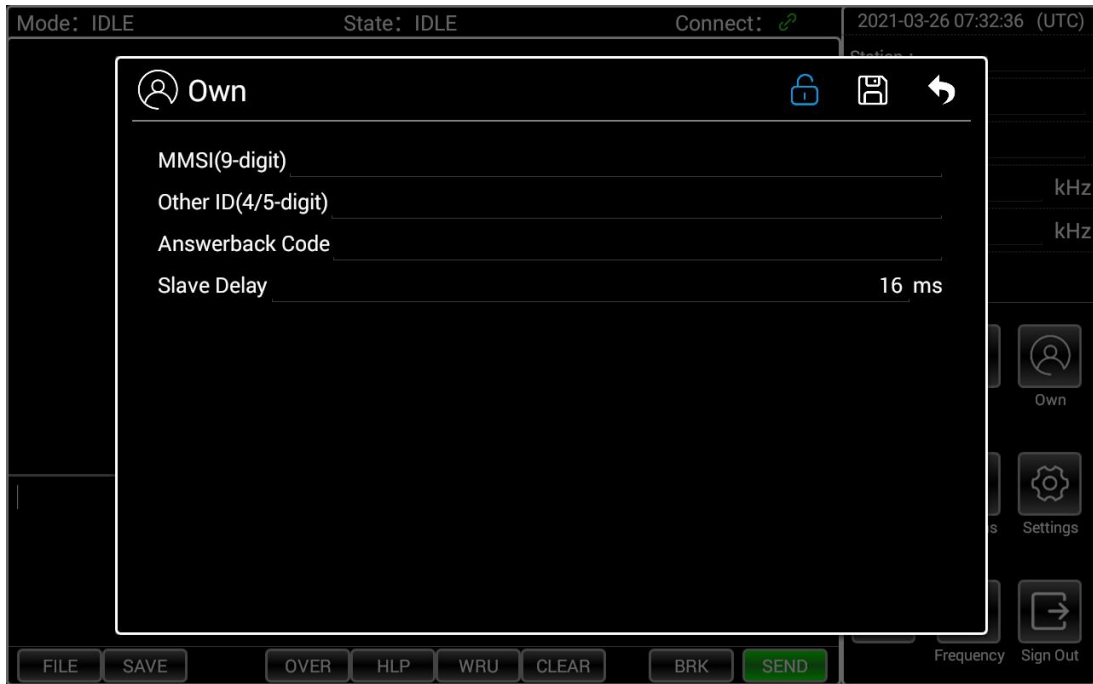 Mode: IDLE State: IDLE Connect: 2021-03-26 07:32:36 (UTC)
Station :
Own
MMSI(9-digit)
Other ID(4/5-digit)
kHz
Answerback Code
kHz
Slave Delay 16 ms
Own
Settings
Frequency Sign Out
FILE SAVE OVER HLP WRU CLEAR BRK SEND